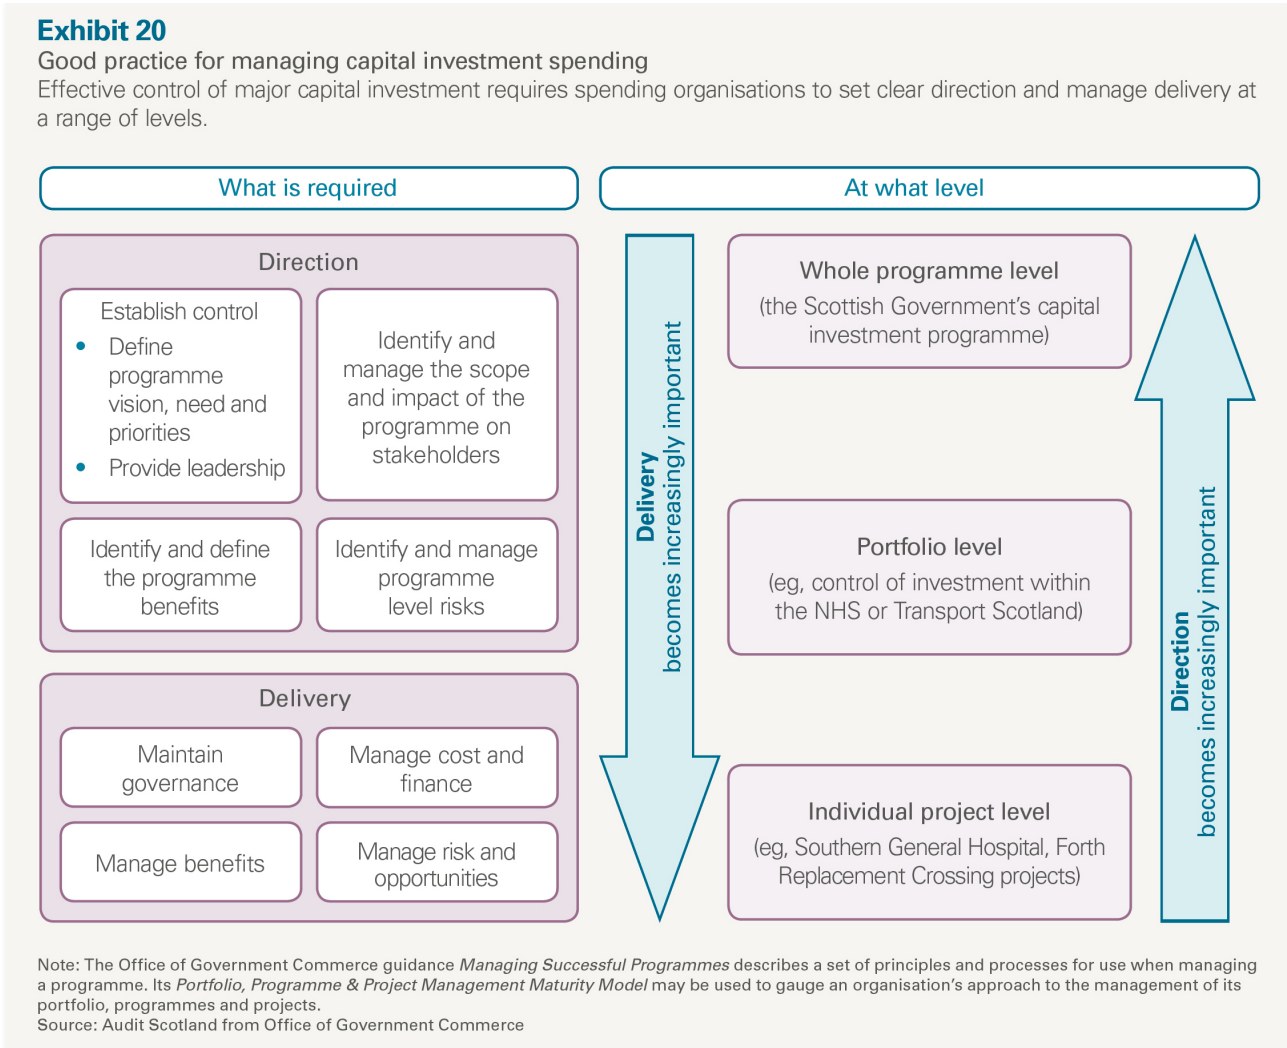 Exhibit 20
Good practice for managing capital investment spending
Effective control of major capital investment requires spending organisations to set clear direction and manage delivery at
a range of levels.
What is required
At what level
Direction
Establish control
• Define
programme
vision, need and
priorities
• Provide leadership
Identify and
manage the scope
and impact of the
programme on
stakeholders
Identify and define
the programme
benefits
Identify and manage
programme
level risks
Delivery
Maintain
governance
Manage cost and
finance
Manage benefits
Manage risk and
opportunities
Delivery
becomes increasingly important
Whole programme level
(the Scottish Government’s capital
investment programme)
Portfolio level
(eg, control of investment within
the NHS or Transport Scotland)
Individual project level
(eg, Southern General Hospital, Forth
Replacement Crossing projects)
Direction
becomes increasingly important
Note: The Office of Government Commerce guidance Managing Successful Programmes describes a set of principles and processes for use when managing
a programme. Its Portfolio, Programme & Project Management Maturity Model may be used to gauge an organisation’s approach to the management of its
portfolio, programmes and projects.
Source: Audit Scotland from Office of Government Commerce